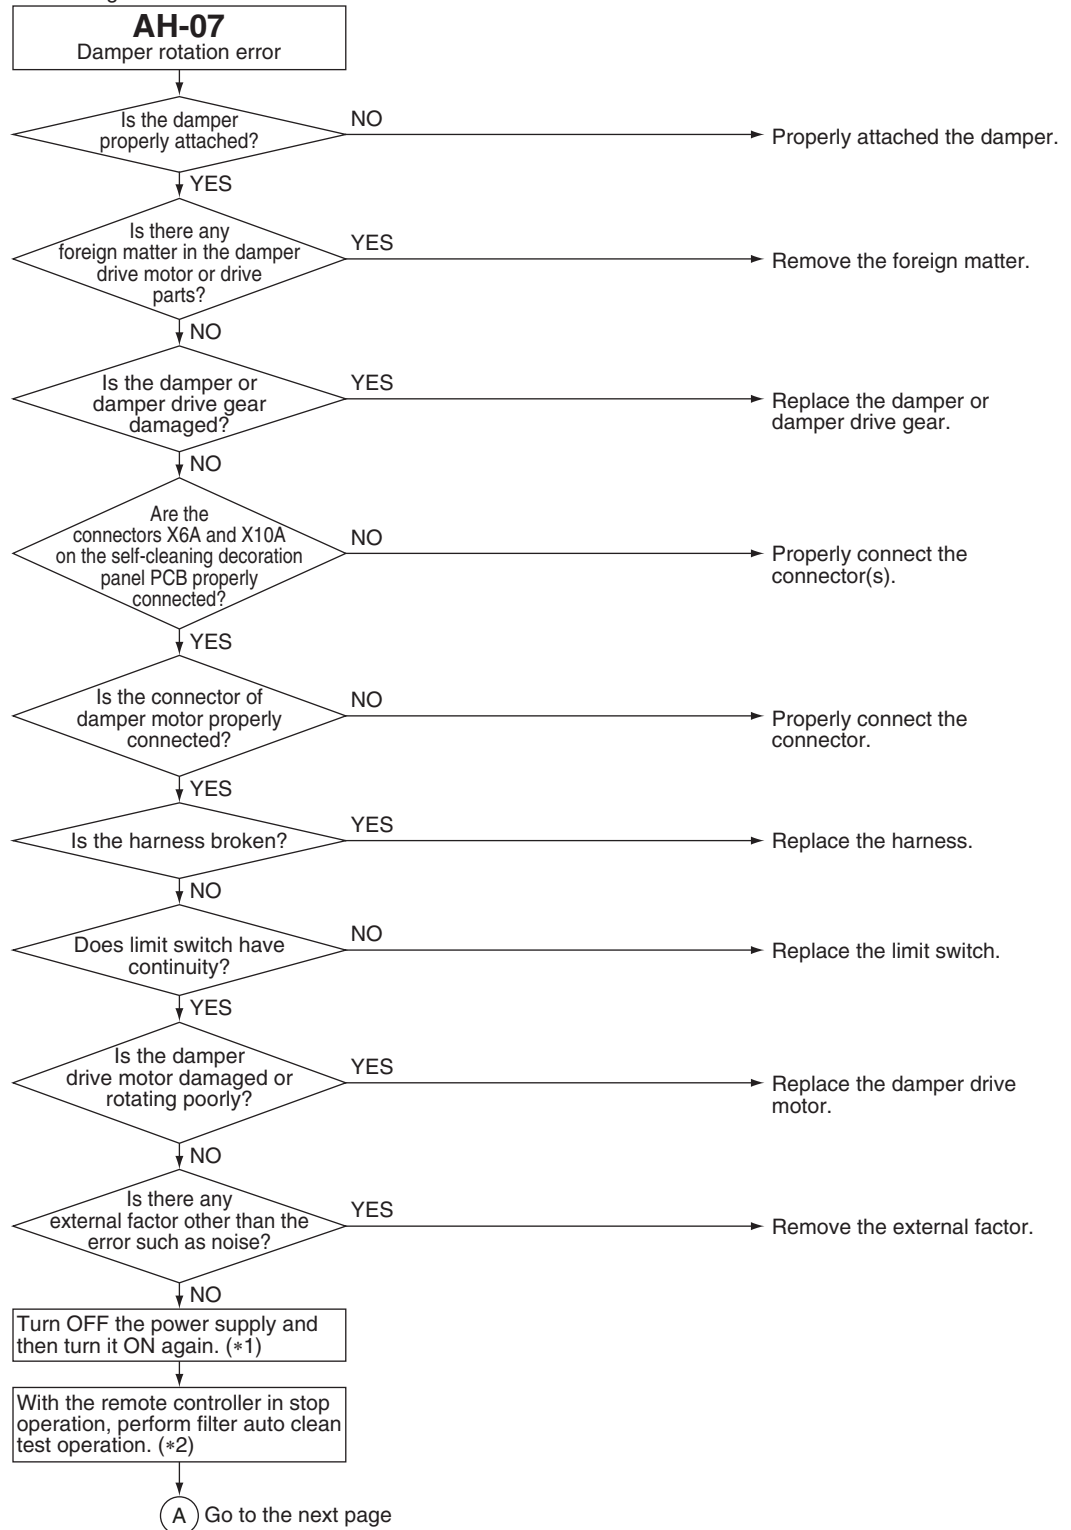 AH-07
Damper rotation error
Is the damper
properly attached?
NO
Properly attached the damper.
YES
Is there any
foreign matter in the damper
drive motor or drive
parts?
YES
Remove the foreign matter.
NO
Is the damper or
damper drive gear
damaged?
YES
Replace the damper or
damper drive gear.
NO
Are the
connectors X6A and X10A
on the self-cleaning decoration
panel PCB properly
connected?
NO
Properly connect the
connector(s).
YES
Is the connector of
damper motor properly
connected?
NO
Properly connect the
connector.
YES
Is the harness broken?
YES
Replace the harness.
NO
Does limit switch have
continuity?
NO
Replace the limit switch.
YES
Is the damper
drive motor damaged or
rotating poorly?
YES
Replace the damper drive
motor.
NO
Is there any
external factor other than the
error such as noise?
YES
Remove the external factor.
NO
Turn OFF the power supply and
then turn it ON again. (*1)
With the remote controller in stop
operation, perform filter auto clean
test operation. (*2)
A Go to the next page